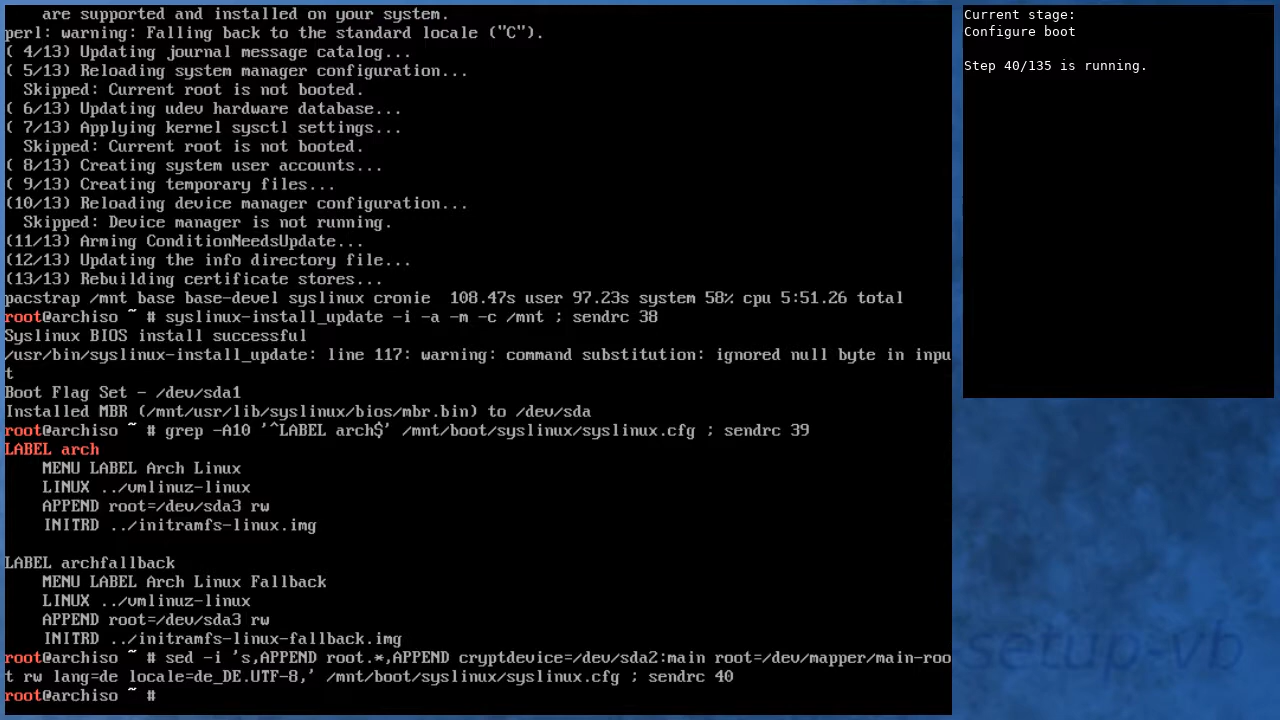 are supported and installed on your system.
perl: warning: Falling back to the standard locale ("C").
( 4/13) Updating journal message catalog...
( 5/13) Reloading system manager configuration...
  Skipped: Current root is not booted.
( 6/13) Updating udev hardware database...
( 7/13) Applying kernel sysctl settings...
  Skipped: Current root is not booted.
( 8/13) Creating system user accounts...
( 9/13) Creating temporary files...
(10/13) Reloading device manager configuration...
  Skipped: Device manager is not running.
(11/13) Arming ConditionNeedsUpdate...
(12/13) Updating the info directory file...
(13/13) Rebuilding certificate stores...
pacstrap /mnt base base-devel syslinux cronie  108.47s user 97.23s system 58% cpu 5:51.26 total
root@archiso ~ # syslinux-install_update -i -a -m -c /mnt ; sendrc 38
Syslinux BIOS install successful
/usr/bin/syslinux-install_update: line 117: warning: command substitution: ignored null byte in inpu
t
Boot Flag Set - /dev/sda1
Installed MBR (/mnt/usr/lib/syslinux/bios/mbr.bin) to /dev/sda
root@archiso ~ # grep -A10 '^LABEL arch$' /mnt/boot/syslinux/syslinux.cfg ; sendrc 39
LABEL arch
    MENU LABEL Arch Linux
    LINUX ../vmlinuz-linux
    APPEND root=/dev/sda3 rw
    INITRD ../initramfs-linux.img

LABEL archfallback
    MENU LABEL Arch Linux Fallback
    LINUX ../vmlinuz-linux
    APPEND root=/dev/sda3 rw
    INITRD ../initramfs-linux-fallback.img
root@archiso ~ # sed -i 's,APPEND root.*,APPEND cryptdevice=/dev/sda2:main root=/dev/mapper/main-roo
t rw lang=de locale=de_DE.UTF-8,' /mnt/boot/syslinux/syslinux.cfg ; sendrc 40
root@archiso ~ #
Current stage:
Configure boot

Step 40/135 is running.
setup-vb